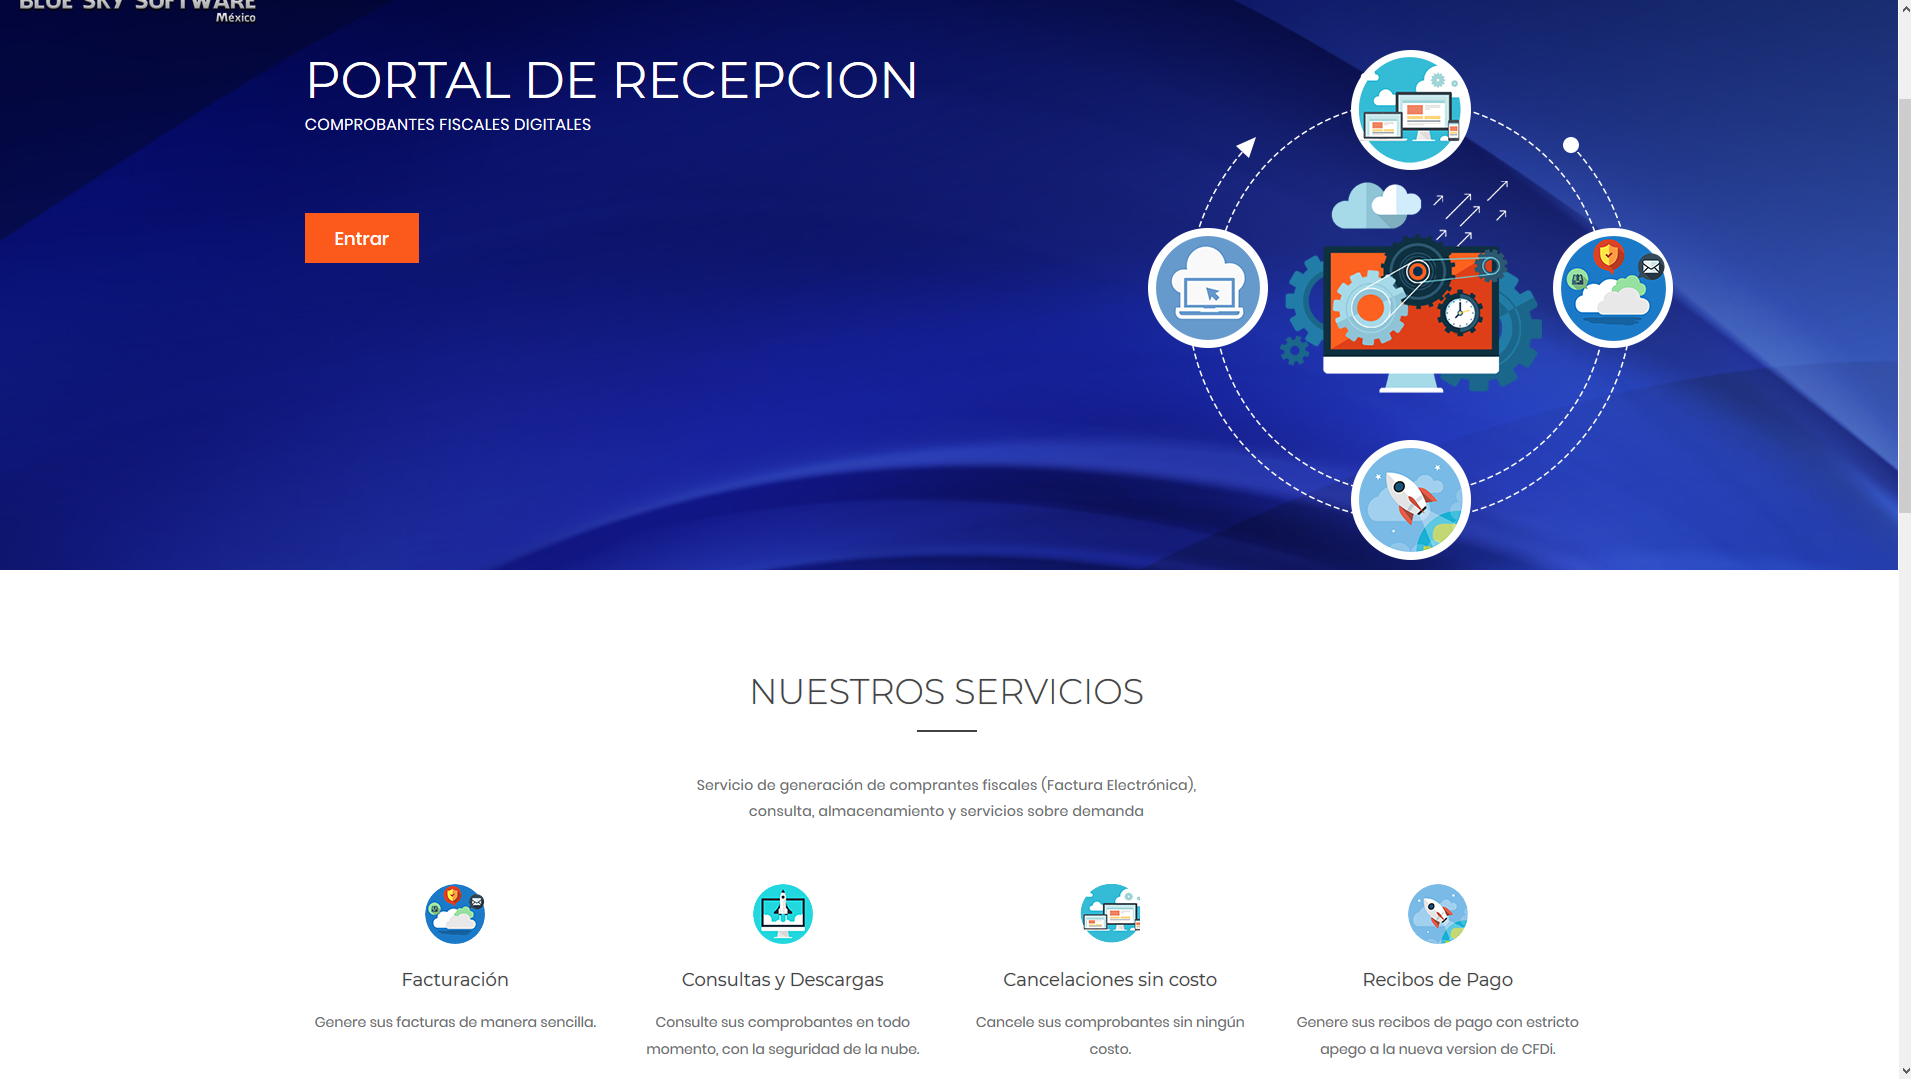 BLUE SKY SOFTWARE
México
PORTAL DE RECEPCION
COMPROBANTES FISCALES DIGITALES
Entrar
NUESTROS SERVICIOS
Servicio de generación de comprantes fiscales (Factura Electrónica),
consulta, almacenamiento y servicios sobre demanda
Facturación
Genere sus facturas de manera sencilla.
Consultas y Descargas
Consulte sus comprobantes en todo
momento, con la seguridad de la nube.
Cancelaciones sin costo
Cancele sus comprobantes sin ningún
costo.
Recibos de Pago
Genere sus recibos de pago con estricto
apego a la nueva version de CFDi.